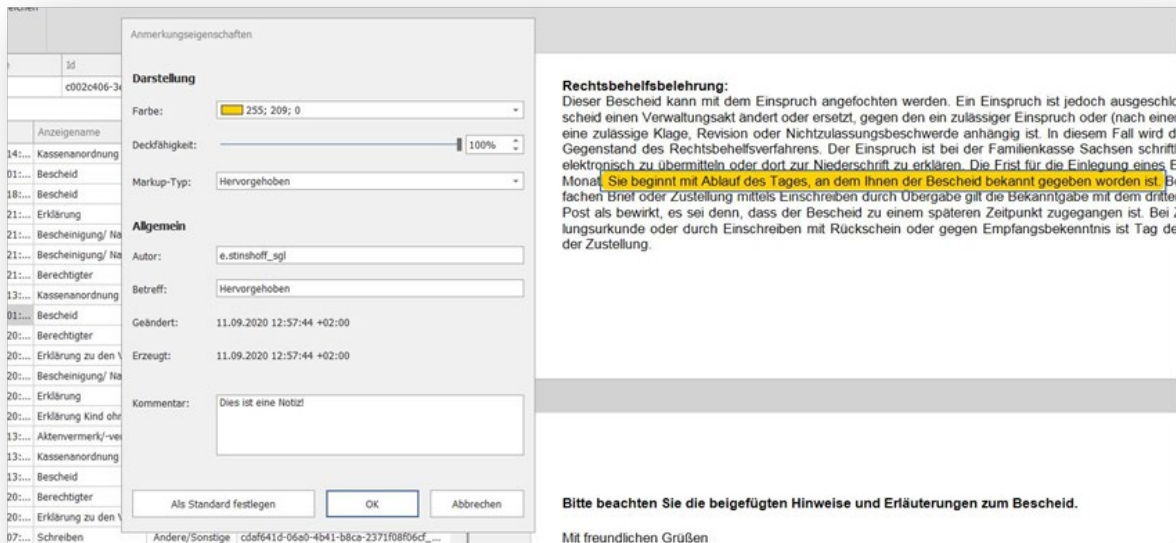 Id
c002c406-3
Anzeigename
14:... Kassenanordnung
01:... Bescheid
18:... Bescheid
21:... Erklärung
21:... Bescheinigung/ Na
21:... Bescheinigung/ Na
21:... Berechtigter
13:... Kassenanordnung
01:... Bescheid
20:... Berechtigter
20:... Erklärung zu den V
20:... Bescheinigung/ Na
20:... Erklärung
20:... Erklärung Kind ohn
13:... Aktenvermerk/-ve
13:... Kassenanordnung
13:... Bescheid
20:... Berechtigter
20:... Erklärung zu den V
07:... Schreiben Andere/Sonstige cdaf641d-06a0-4b41-b8ca-2371f08f06cf_...
Anmerkungseigenschaften
Darstellung
Farbe: 255; 209; 0
Deckfähigkeit: 100%
Markup-Typ: Hervorgehoben
Allgemein
Autor: e.stinshoff_sgl
Betreff: Hervorgehoben
Geändert: 11.09.2020 12:57:44 +02:00
Erzeugt: 11.09.2020 12:57:44 +02:00
Kommentar: Dies ist eine Notiz!
Als Standard festlegen OK Abbrechen
Rechtsbehelfsbelehrung:
Dieser Bescheid kann mit dem Einspruch angefochten werden. Ein Einspruch ist jedoch ausgeschlo
scheid einen Verwaltungsakt ändert oder ersetzt, gegen den ein zulässiger Einspruch oder (nach einer
eine zulässige Klage, Revision oder Nichtzulassungsbeschwerde anhängig ist. In diesem Fall wird d
Gegenstand des Rechtsbehelfsverfahrens. Der Einspruch ist bei der Familienkasse Sachsen schriftl
elektronisch zu übermitteln oder dort zur Niederschrift zu erklären. Die Frist für die Einlegung eines E
Monat. Sie beginnt mit Ablauf des Tages, an dem Ihnen der Bescheid bekannt gegeben worden ist. Be
fachen Brief oder Zustellung mittels Einschreiben durch Übergabe gilt die Bekanntgabe mit dem dritten
Post als bewirkt, es sei denn, dass der Bescheid zu einem späteren Zeitpunkt zugegangen ist. Bei Z
lungsurkunde oder durch Einschreiben mit Rückschein oder gegen Empfangsbekenntnis ist Tag de
der Zustellung.
Bitte beachten Sie die beigefügten Hinweise und Erläuterungen zum Bescheid.
Mit freundlichen Grüßen